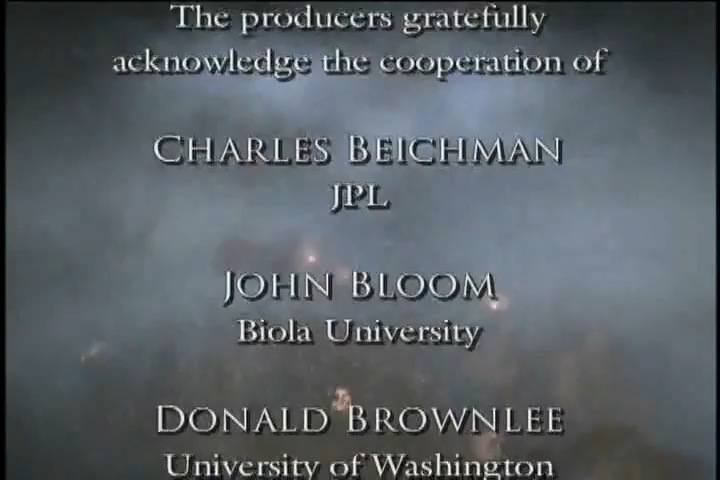 The producers gratefully
acknowledge the cooperation of
CHARLES BEICHMAN
JPL
JOHN BLOOM
Biola University
DONALD BROWNLEE
University of Washington